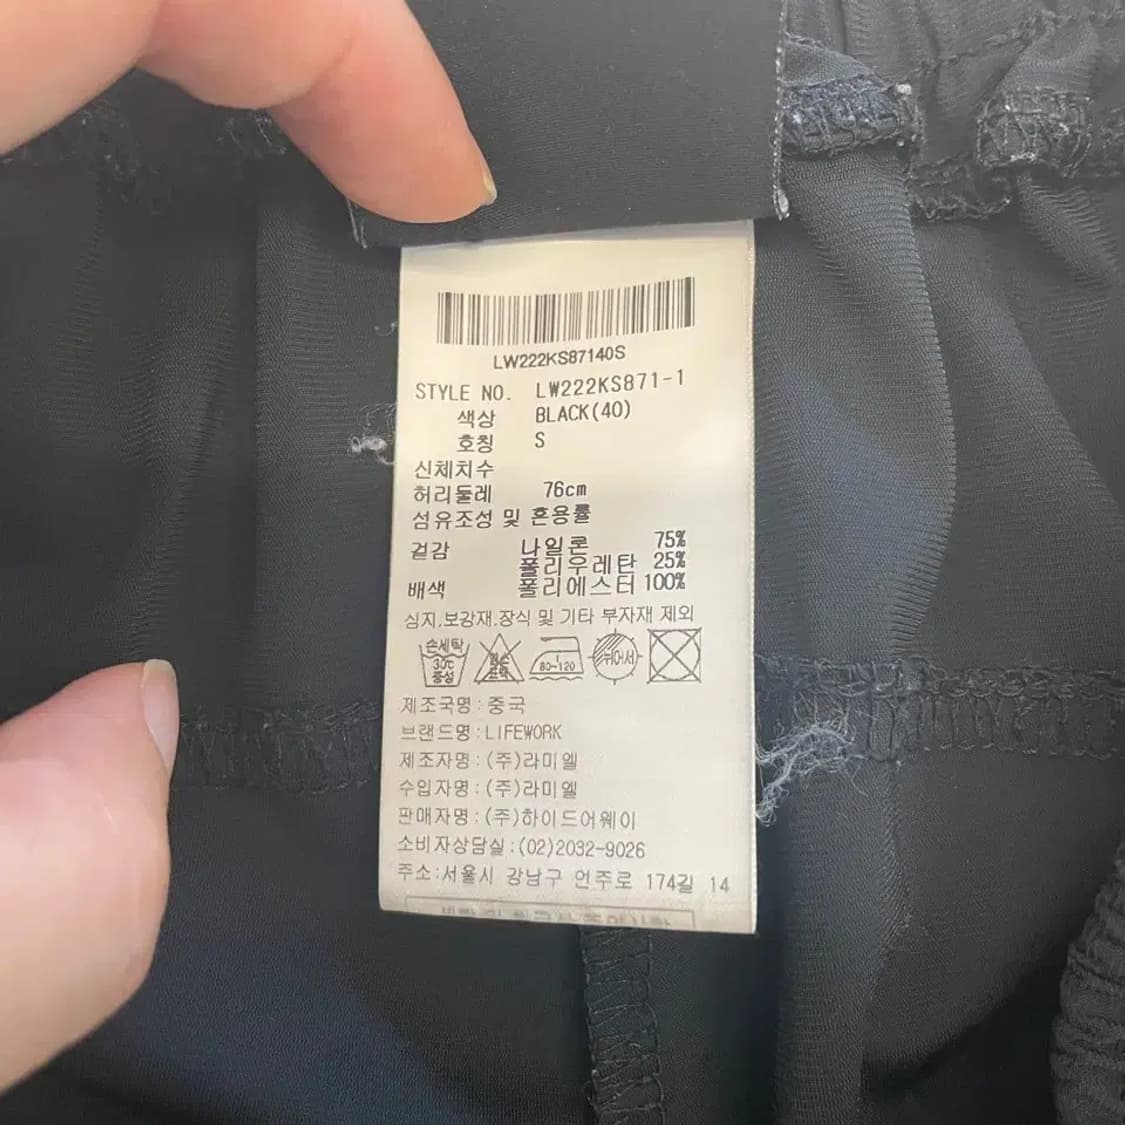 LW222KS87140S
STYLE NO. LW222KS871-1
색상 BLACK(40)
호칭 S
신체치수
허리둘레 76cm
섬유조성 및 혼용률
겉감 나일론 75%
폴리우레탄 25%
배색 폴리에스터 100%
심지,보강재,장식 및 기타 부자재 제외
손세탁 30℃ 중성 염소 표백 80~120 뉘어서
제조국명:중국
브랜드명:LIFEWORK
제조자명:(주)라미엘
수입자명:(주)라미엘
판매자명:(주)하이드어웨이
소비자상담실:(02)2032-9026
주소:서울시 강남구 언주로 174길 14